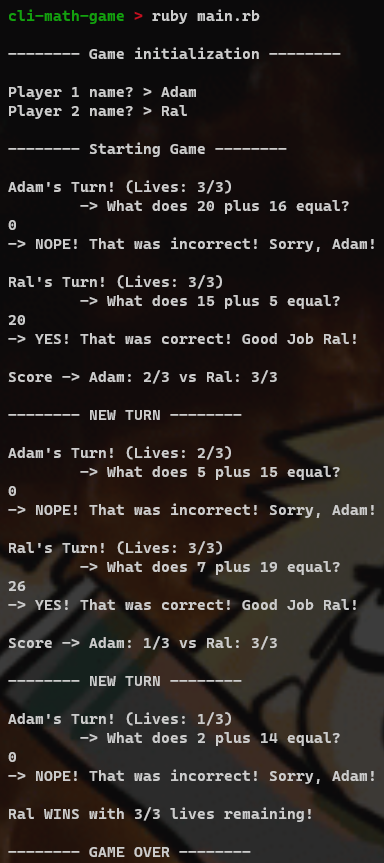 cli-math-game > ruby main.rb
-------- Game initialization --------
Player 1 name? > Adam
Player 2 name? > Ral
-------- Starting Game --------
Adam's Turn! (Lives: 3/3)
-> What does 20 plus 16 equal?
0
-> NOPE! That was incorrect! Sorry, Adam!
Ral's Turn! (Lives: 3/3)
-> What does 15 plus 5 equal?
20
-> YES! That was correct! Good Job Ral!
Score -> Adam: 2/3 vs Ral: 3/3
-------- NEW TURN --------
Adam's Turn! (Lives: 2/3)
-> What does 5 plus 15 equal?
0
-> NOPE! That was incorrect! Sorry, Adam!
Ral's Turn! (Lives: 3/3)
-> What does 7 plus 19 equal?
26
-> YES! That was correct! Good Job Ral!
Score -> Adam: 1/3 vs Ral: 3/3
-------- NEW TURN --------
Adam's Turn! (Lives: 1/3)
-> What does 2 plus 14 equal?
0
-> NOPE! That was incorrect! Sorry, Adam!
Ral WINS with 3/3 lives remaining!
-------- GAME OVER --------